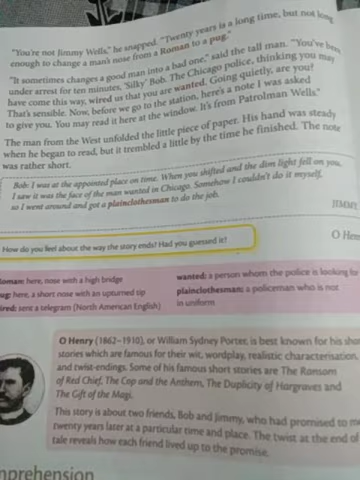 "You're not Jimmy Wells," he snapped. "Twenty years is a long time, but not long
enough to change a man's nose from a Roman to a pug."
"It sometimes changes a good man into a bad one," said the tall man. "You've been
under arrest for ten minutes, 'Silky' Bob. The Chicago police, thinking you may
have come this way, wired us that you are wanted. Going quietly, are you?
That's sensible. Now, before we go to the station, here's a note I was asked
to give you. You may read it here at the window. It's from Patrolman Wells."
The man from the West unfolded the little piece of paper. His hand was steady
when he began to read, but it trembled a little by the time he finished. The note
was rather short.
Bob: I was at the appointed place on time. When you shifted and the dim light fell on you,
I saw it was the face of the man wanted in Chicago. Somehow I couldn't do it myself,
so I went around and got a plainclothesman to do the job.
JIMMY
O Hen
How do you feel about the way the story ends? Had you guessed it?
Roman: here, nose with a high bridge
pug: here, a short nose with an upturned tip
wired: sent a telegram (North American English)
wanted: a person whom the police is looking for
plainclothesman: a policeman who is not
in uniform
O Henry (1862–1910), or William Sydney Porter, is best known for his short
stories which are famous for their wit, wordplay, realistic characterisation,
and twist-endings. Some of his famous short stories are The Ransom
of Red Chief, The Cop and the Anthem, The Duplicity of Hargraves and
The Gift of the Magi.
This story is about two friends, Bob and Jimmy, who had promised to me
twenty years later at a particular time and place. The twist at the end of
tale reveals how each friend lived up to the promise.
mprehension